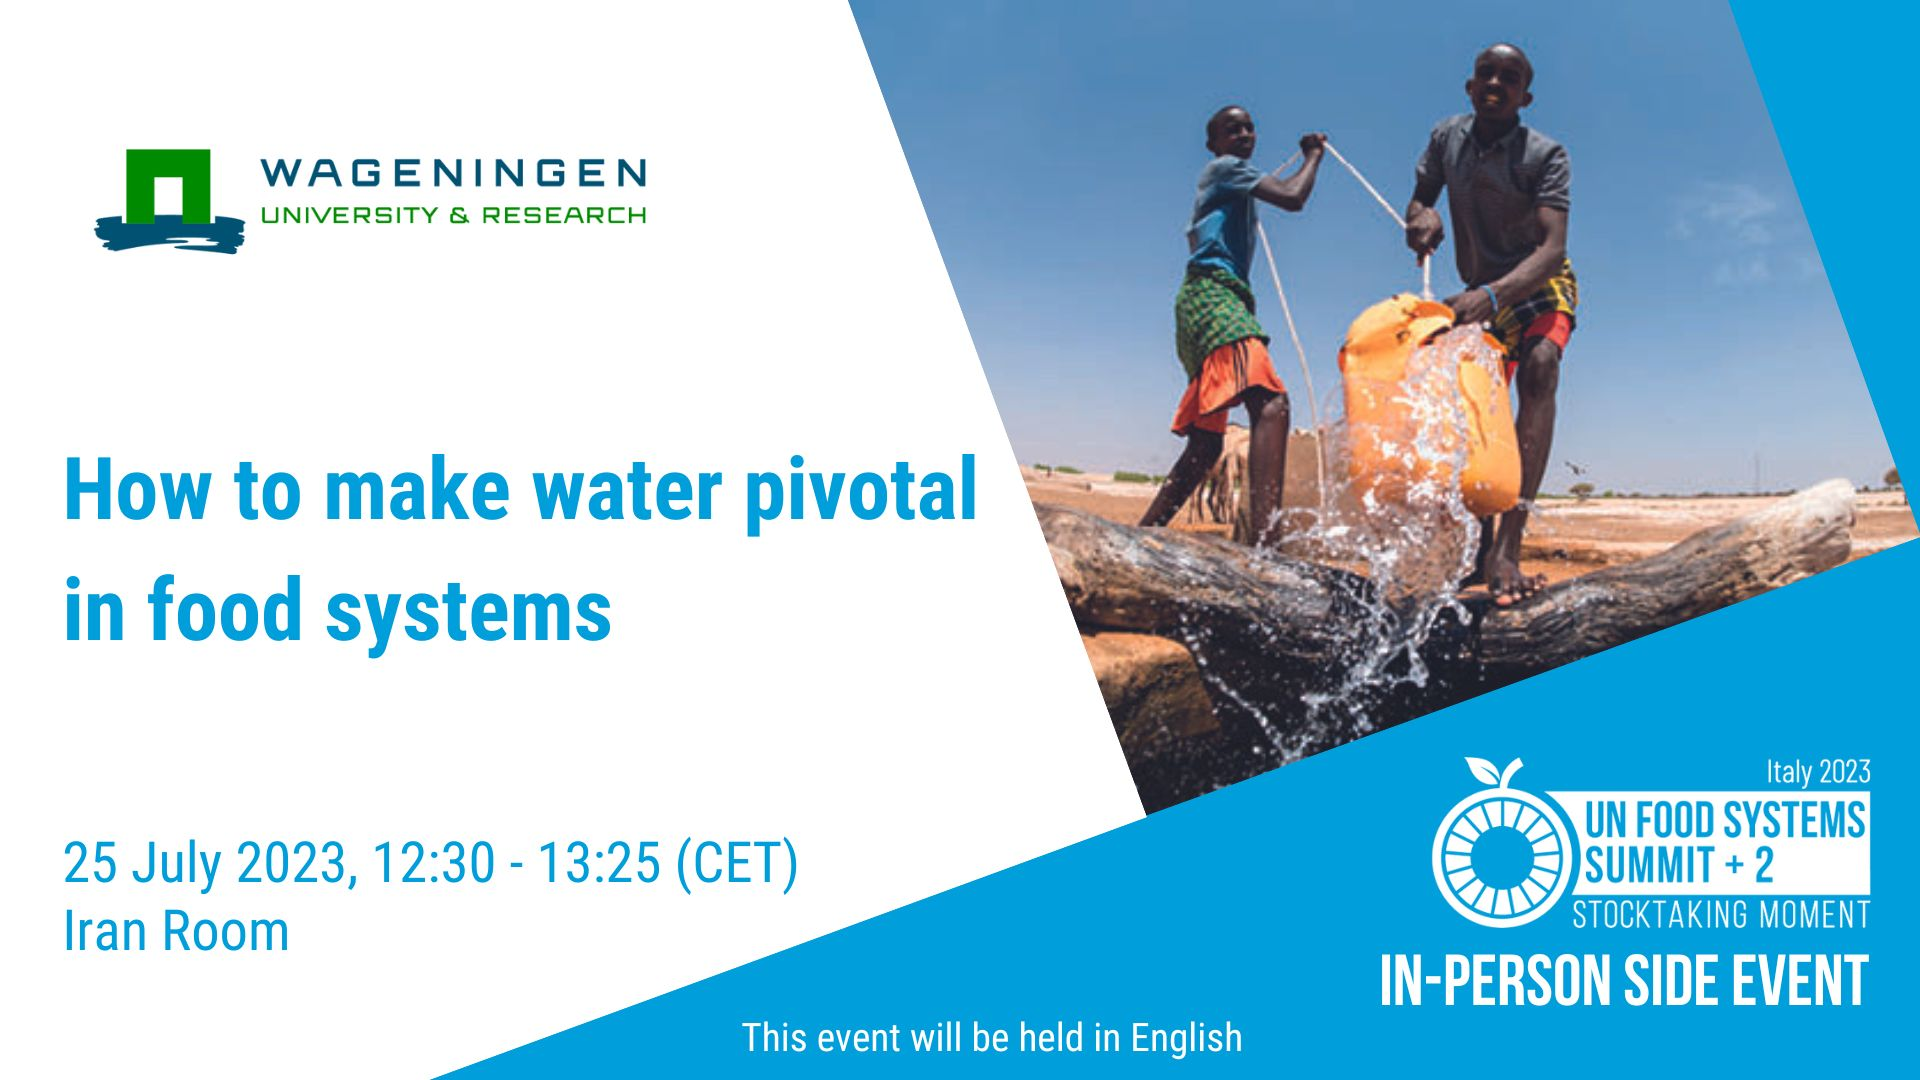 WAGENINGEN
UNIVERSITY & RESEARCH
How to make water pivotal
in food systems
25 July 2023, 12:30 - 13:25 (CET)
Iran Room
Italy 2023
UN FOOD SYSTEMS
SUMMIT + 2
STOCKTAKING MOMENT
IN-PERSON SIDE EVENT
This event will be held in English